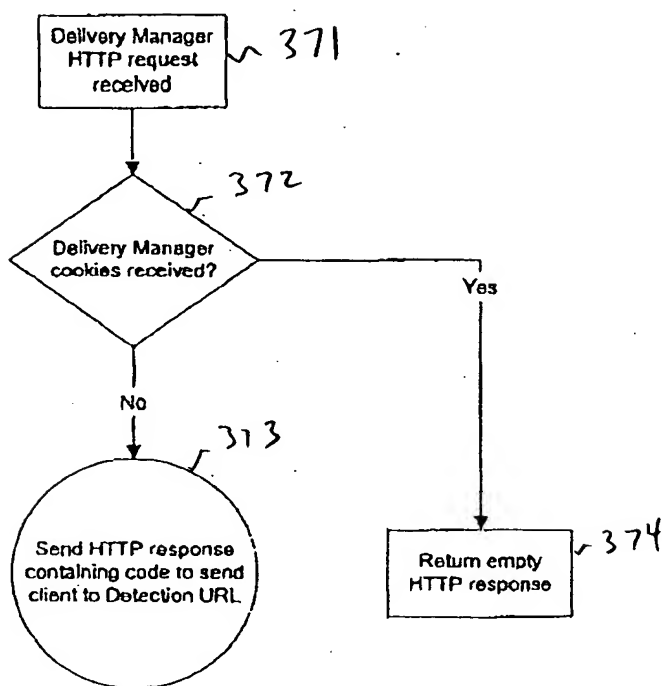 Delivery Manager
HTTP request
received
371
372
Delivery Manager
cookies received?
Yes
No
373
Send HTTP response
containing code to send
client to Detection URL
374
Return empty
HTTP response